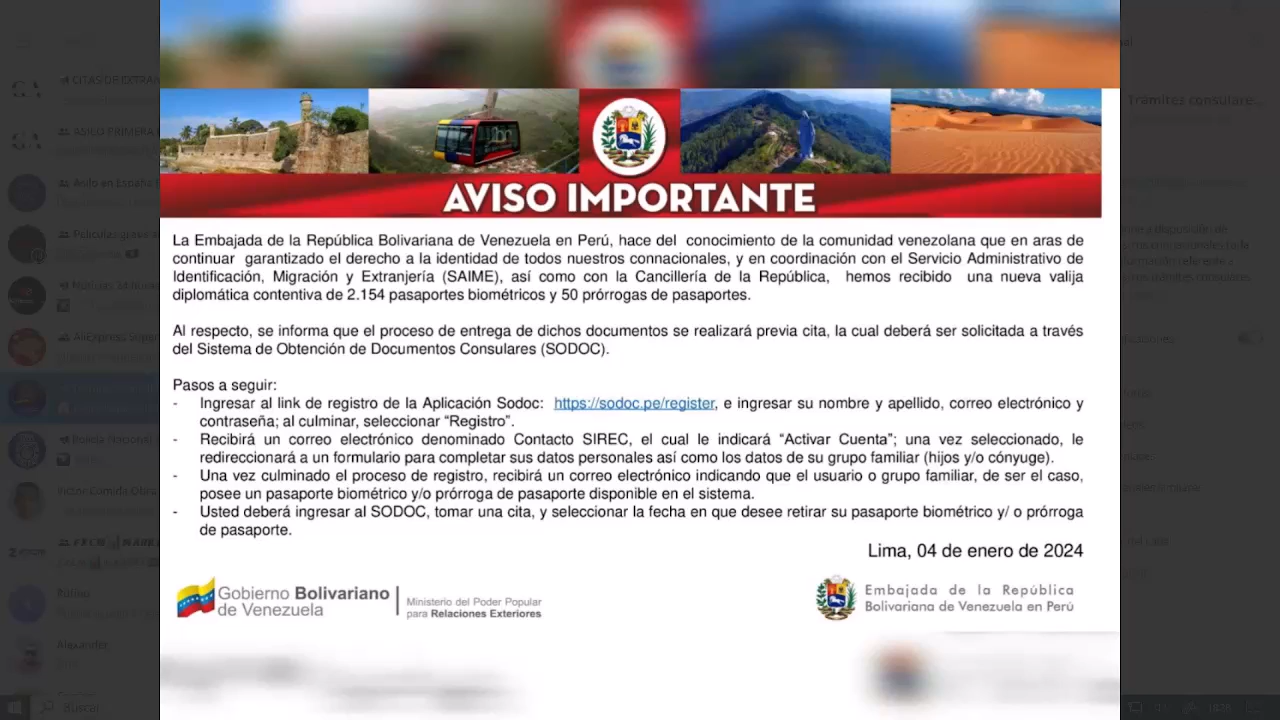 AVISO IMPORTANTE
La Embajada de la República Bolivariana de Venezuela en Perú, hace del conocimiento de la comunidad venezolana que en aras de
continuar garantizado el derecho a la identidad de todos nuestros connacionales, y en coordinación con el Servicio Administrativo de
Identificación, Migración y Extranjería (SAIME), así como con la Cancillería de la República, hemos recibido una nueva valija
diplomática contentiva de 2.154 pasaportes biométricos y 50 prórrogas de pasaportes.
Al respecto, se informa que el proceso de entrega de dichos documentos se realizará previa cita, la cual deberá ser solicitada a través
del Sistema de Obtención de Documentos Consulares (SODOC).
Pasos a seguir:
- Ingresar al link de registro de la Aplicación Sodoc: https://sodoc.pe/register, e ingresar su nombre y apellido, correo electrónico y
contraseña; al culminar, seleccionar “Registro”.
- Recibirá un correo electrónico denominado Contacto SIREC, el cual le indicará “Activar Cuenta”; una vez seleccionado, le
redireccionará a un formulario para completar sus datos personales así como los datos de su grupo familiar (hijos y/o cónyuge).
- Una vez culminado el proceso de registro, recibirá un correo electrónico indicando que el usuario o grupo familiar, de ser el caso,
posee un pasaporte biométrico y/o prórroga de pasaporte disponible en el sistema.
- Usted deberá ingresar al SODOC, tomar una cita, y seleccionar la fecha en que desee retirar su pasaporte biométrico y/ o prórroga
de pasaporte.
Lima, 04 de enero de 2024
Gobierno Bolivariano
de Venezuela
Ministerio del Poder Popular
para Relaciones Exteriores
Embajada de la República
Bolivariana de Venezuela en Perú
CITAS DE EXTRA
ASILO PRIMERA
Asilo en España
Trámites consulare...
Alexander
Buscar